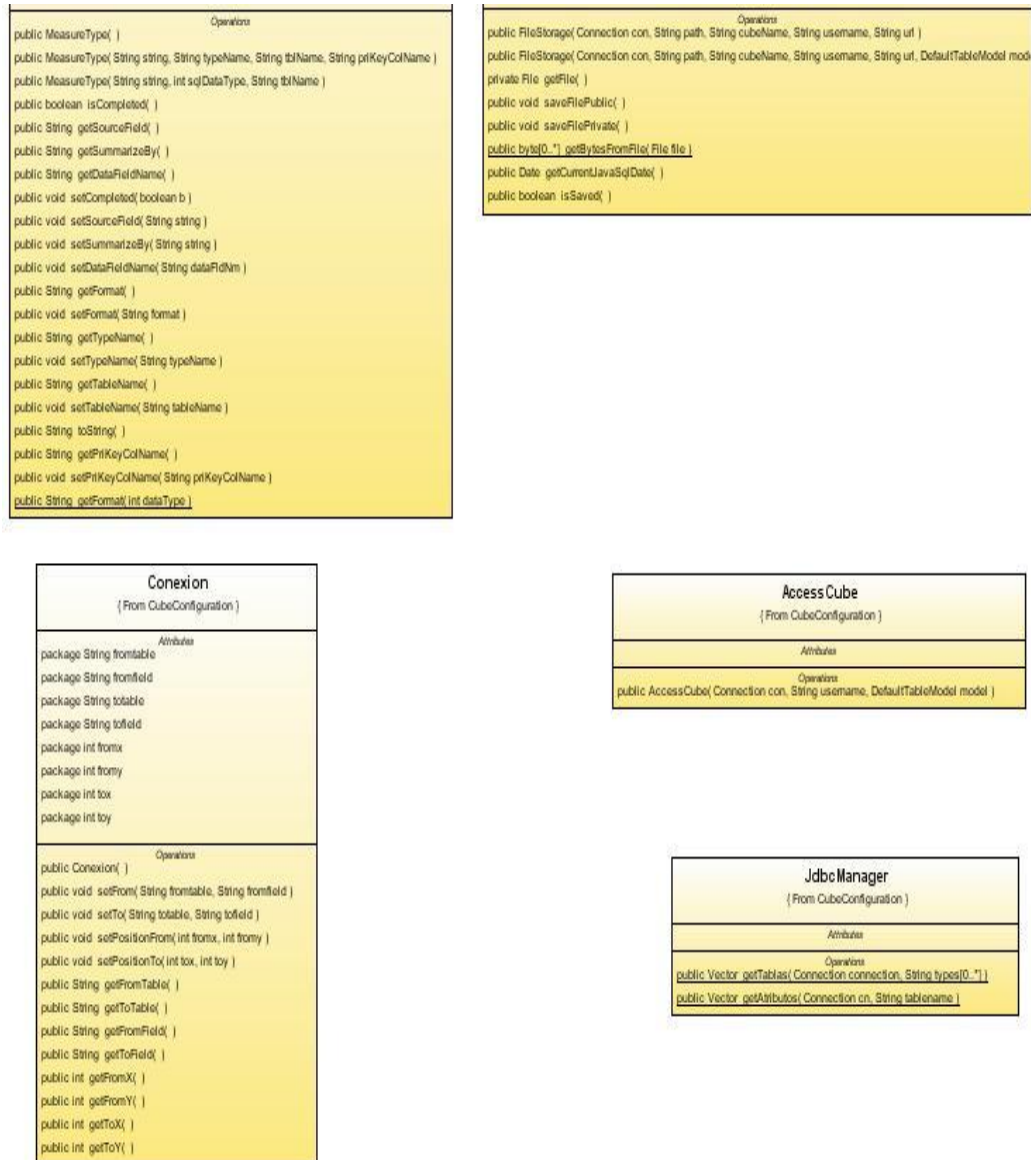 Operations
public MeasureType( )
public MeasureType( String string, String typeName, String tblName, String priKeyColName )
public MeasureType( String string, int sqlDataType, String tblName )
public boolean isCompleted( )
public String getSourceField( )
public String getSummarizeBy( )
public String getDataFieldName( )
public void setCompleted( boolean b )
public void setSourceField( String string )
public void setSummarizeBy( String string )
public void setDataFieldName( String dataFldNm )
public String getFormat( )
public void setFormat( String format )
public String getTypeName( )
public void setTypeName( String typeName )
public String getTableName( )
public void setTableName( String tableName )
public String toString( )
public String getPriKeyColName( )
public void setPriKeyColName( String priKeyColName )
public String getFormat( int dataType )
Operations
public FileStorage( Connection con, String path, String cubeName, String username, String url )
public FileStorage( Connection con, String path, String cubeName, String username, String url, DefaultTableModel mode
private File getFile( )
public void saveFilePublic( )
public void saveFilePrivate( )
public byte[0..*] getBytesFromFile( File file )
public Date getCurrentJavaSqlDate( )
public boolean isSaved( )
Conexion
{ From CubeConfiguration }
Attributes
package String fromtable
package String fromfield
package String totable
package String tofield
package int fromx
package int fromy
package int tox
package int toy
Operations
public Conexion( )
public void setFrom( String fromtable, String fromfield )
public void setTo( String totable, String tofield )
public void setPositionFrom( int fromx, int fromy )
public void setPositionTo( int tox, int toy )
public String getFromTable( )
public String getToTable( )
public String getFromField( )
public String getToField( )
public int getFromX( )
public int getFromY( )
public int getToX( )
public int getToY( )
AccessCube
{ From CubeConfiguration }
Attributes
Operations
public AccessCube( Connection con, String username, DefaultTableModel model )
JdbcManager
{ From CubeConfiguration }
Attributes
Operations
public Vector getTablas( Connection connection, String types[0..*] )
public Vector getAtributos( Connection cn, String tablename )